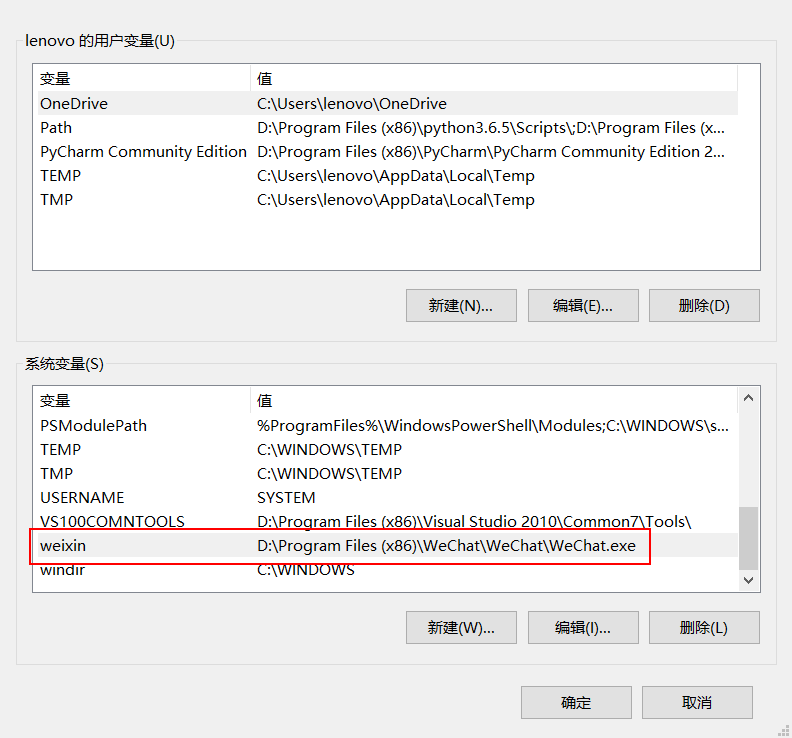 lenovo 的用户变量(U)
变量 值
OneDrive C:\Users\lenovo\OneDrive
Path D:\Program Files (x86)\python3.6.5\Scripts\;D:\Program Files (x...
PyCharm Community Edition D:\Program Files (x86)\PyCharm\PyCharm Community Edition 2...
TEMP C:\Users\lenovo\AppData\Local\Temp
TMP C:\Users\lenovo\AppData\Local\Temp
新建(N)... 编辑(E)... 删除(D)
系统变量(S)
变量 值
PSModulePath %ProgramFiles%\WindowsPowerShell\Modules;C:\WINDOWS\s...
TEMP C:\WINDOWS\TEMP
TMP C:\WINDOWS\TEMP
USERNAME SYSTEM
VS100COMNTOOLS D:\Program Files (x86)\Visual Studio 2010\Common7\Tools\
weixin D:\Program Files (x86)\WeChat\WeChat\WeChat.exe
windir C:\WINDOWS
新建(W)... 编辑(I)... 删除(L)
确定 取消